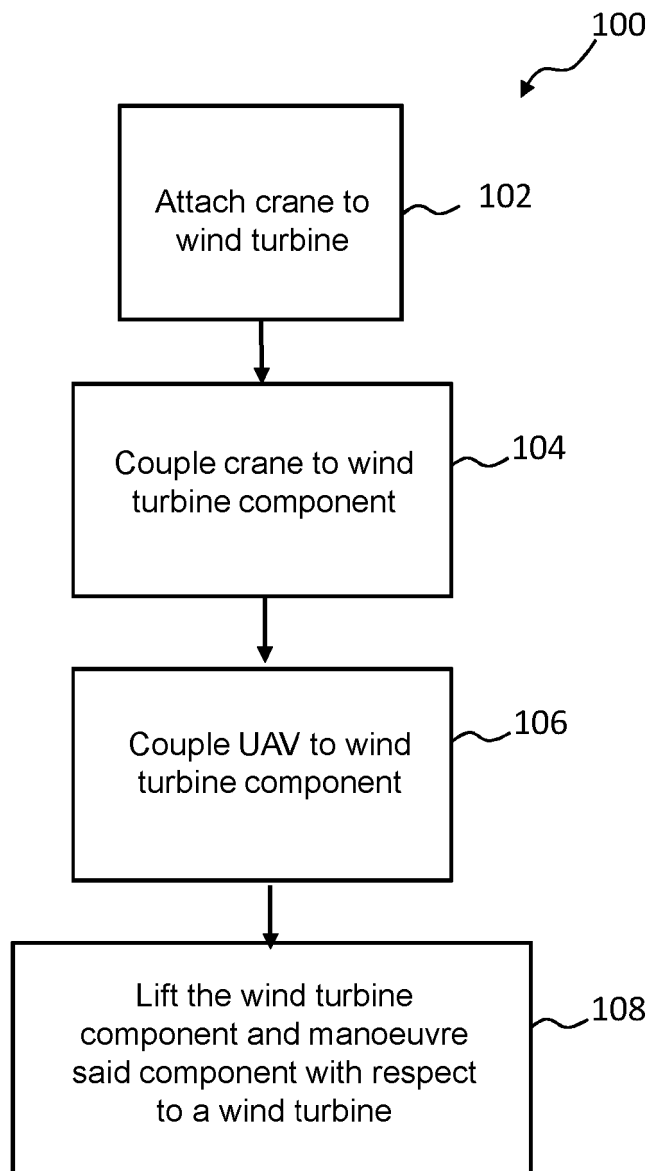 100
Attach crane to
wind turbine
102
Couple crane to wind
turbine component
104
Couple UAV to wind
turbine component
106
Lift the wind turbine
component and manoeuvre
said component with respect
to a wind turbine
108